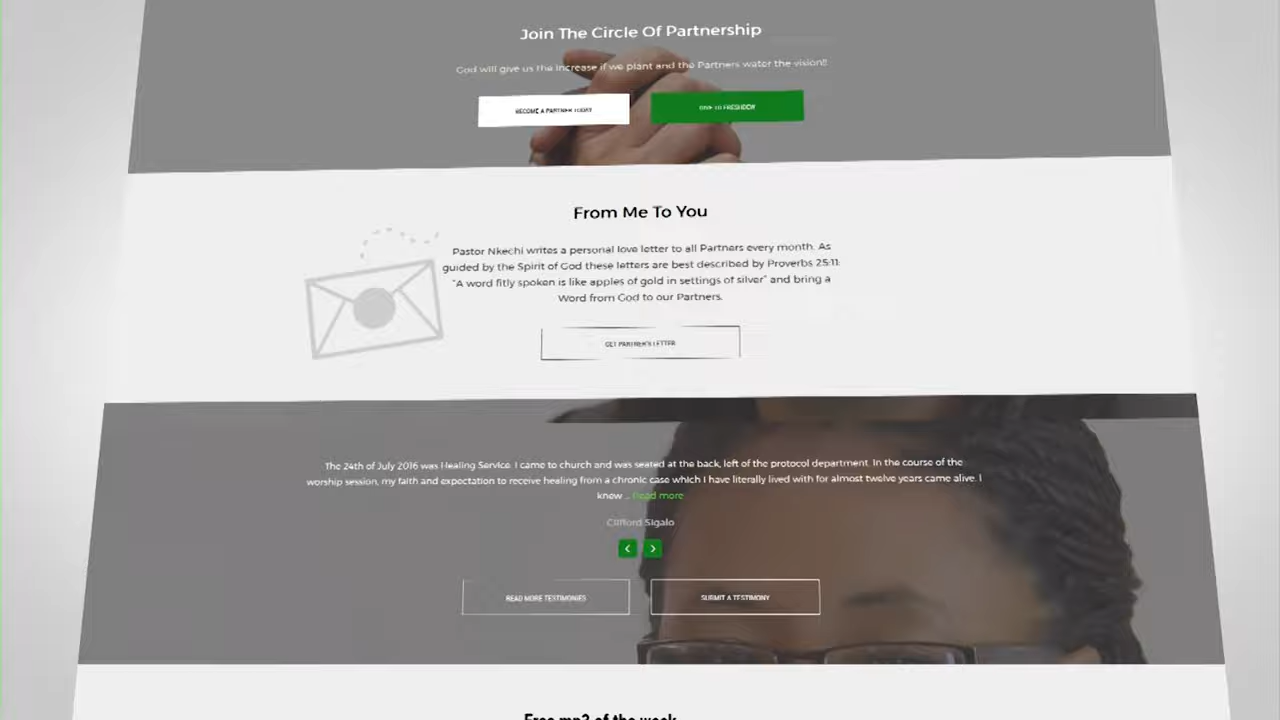 Join The Circle Of Partnership
God will give us the increase if we plant and the Partners water the vision!!
BECOME A PARTNER TODAY
GIVE TO FRESHDEW
From Me To You
Pastor Nkechi writes a personal love letter to all Partners every month. As
guided by the Spirit of God these letters are best described by Proverbs 25:11:
"A word fitly spoken is like apples of gold in settings of silver" and bring a
Word from God to our Partners.
GET PARTNER'S LETTER
The 24th of July 2016 was Healing Service. I came to church and was seated at the back, left of the protocol department. In the course of the
worship session, my faith and expectation to receive healing from a chronic case which I have literally lived with for almost twelve years came alive. I
knew ... Read more
Clifford Sigalo
READ MORE TESTIMONIES
SUBMIT A TESTIMONY
Free mp3 of the week